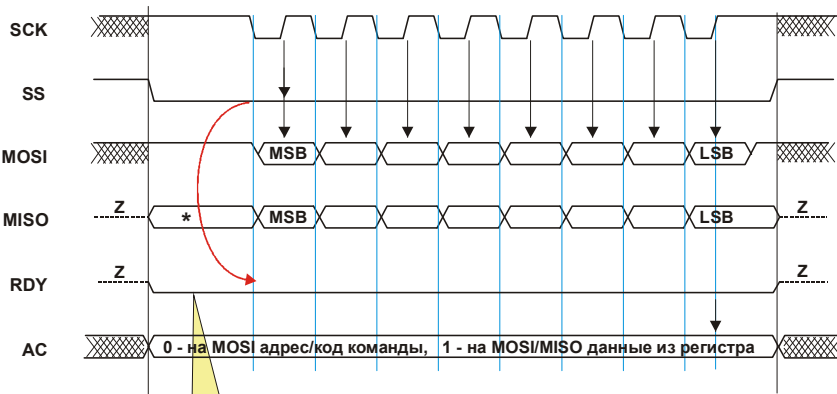 SCK
SS
MOSI MSB LSB
Z * MSB LSB Z
MISO
Z Z
RDY
AC 0 - на MOSI адрес/код команды, 1 - на MOSI/MISO данные из регистра